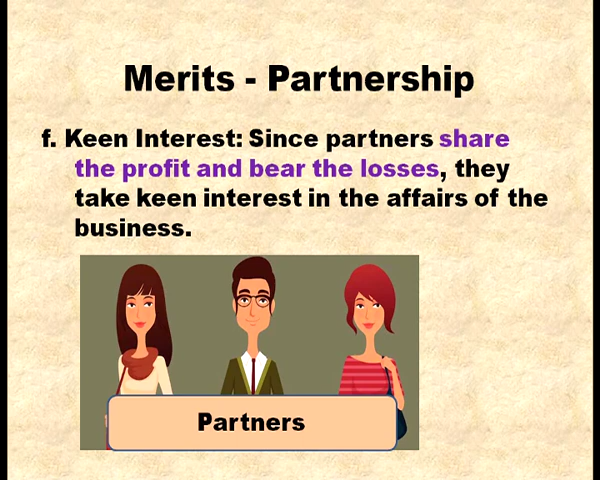 Merits - Partnership
f. Keen Interest: Since partners share
the profit and bear the losses, they
take keen interest in the affairs of the
business.
Partners